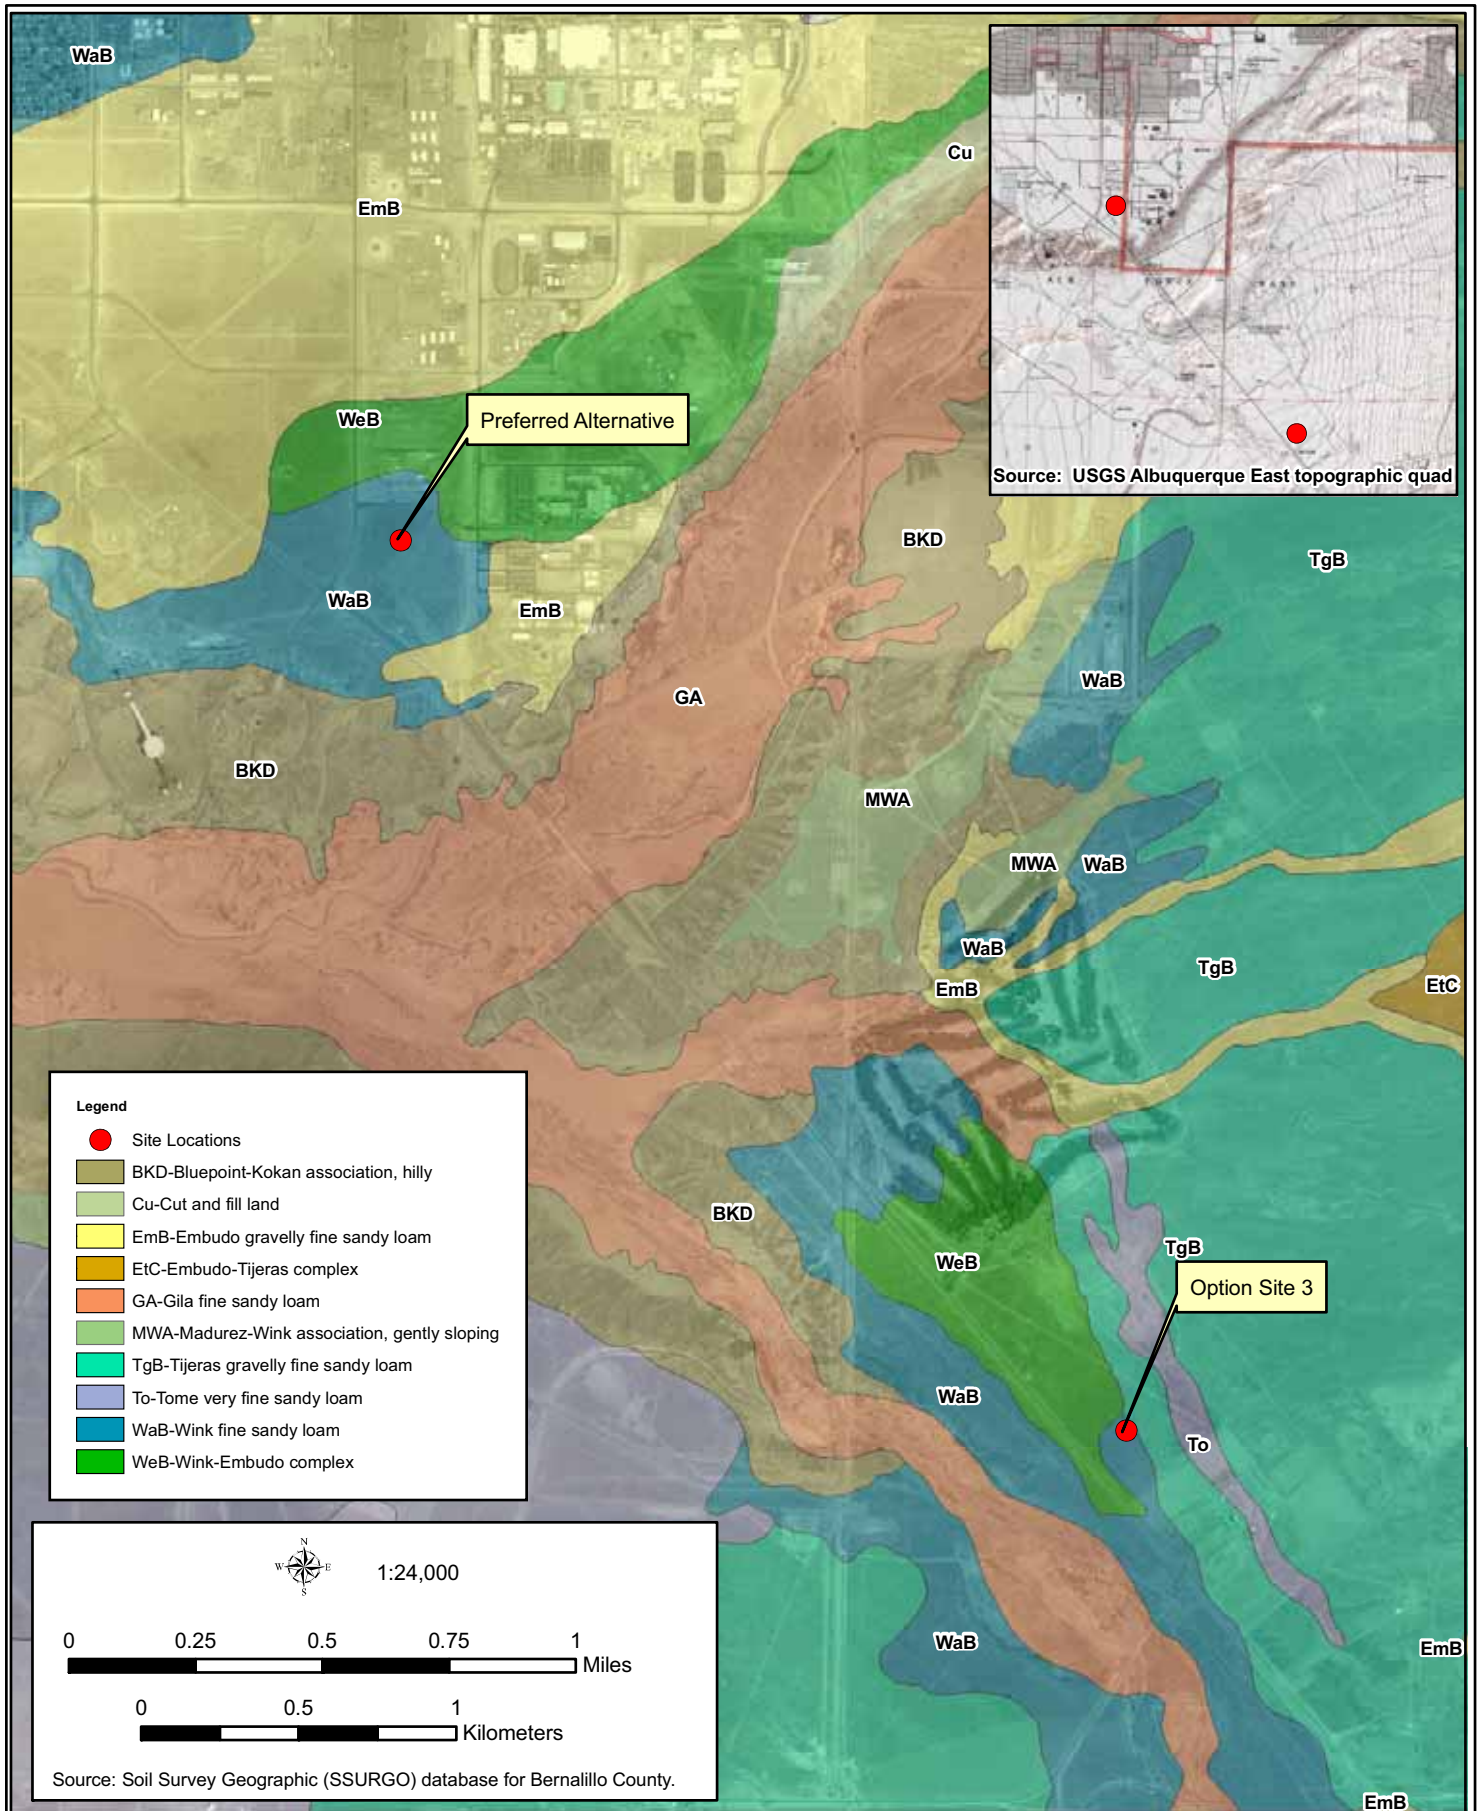 WaB
Cu
EmB
WeB
Preferred Alternative
Source: USGS Albuquerque East topographic quad
BKD
TgB
WaB
EmB
WaB
GA
BKD
MWA
MWA
WaB
WaB
TgB
EmB
EtC
BKD
TgB
WeB
Option Site 3
WaB
To
WaB
EmB
EmB
Legend
Site Locations
BKD-Bluepoint-Kokan association, hilly
Cu-Cut and fill land
EmB-Embudo gravelly fine sandy loam
EtC-Embudo-Tijeras complex
GA-Gila fine sandy loam
MWA-Madurez-Wink association, gently sloping
TgB-Tijeras gravelly fine sandy loam
To-Tome very fine sandy loam
WaB-Wink fine sandy loam
WeB-Wink-Embudo complex
N
W E
S
1:24,000
0 0.25 0.5 0.75 1
Miles
0 0.5 1
Kilometers
Source: Soil Survey Geographic (SSURGO) database for Bernalillo County.